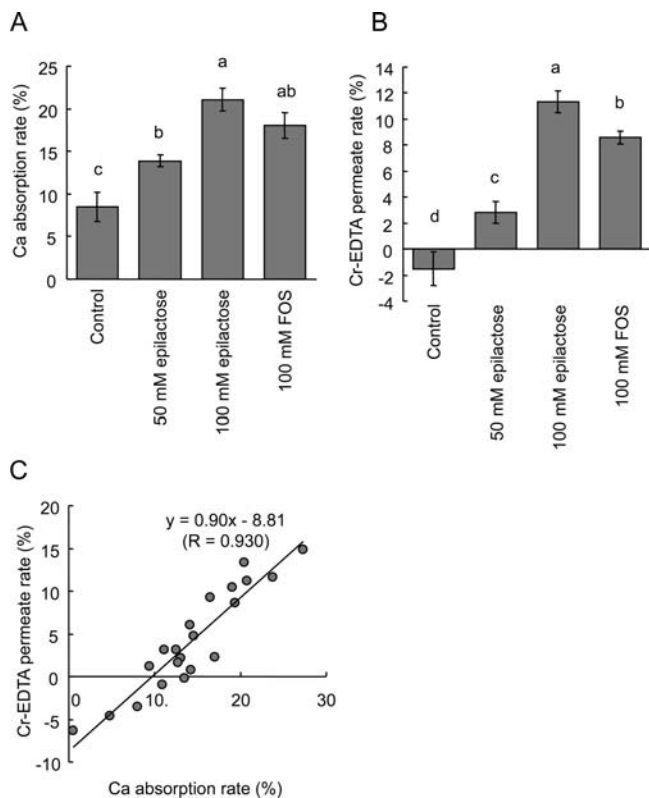 A
Ca absorption rate (%)
25
20
15
10
5
0
c
b
a
ab
Control
50 mM epilactose
100 mM epilactose
100 mM FOS
B
Cr-EDTA permeate rate (%)
14
12
10
8
6
4
2
0
-2
-4
d
c
a
b
Control
50 mM epilactose
100 mM epilactose
100 mM FOS
C
Cr-EDTA permeate rate (%)
20
15
10
5
0
-5
-10
y = 0.90x - 8.81
(R = 0.930)
0
10
20
30
Ca absorption rate (%)